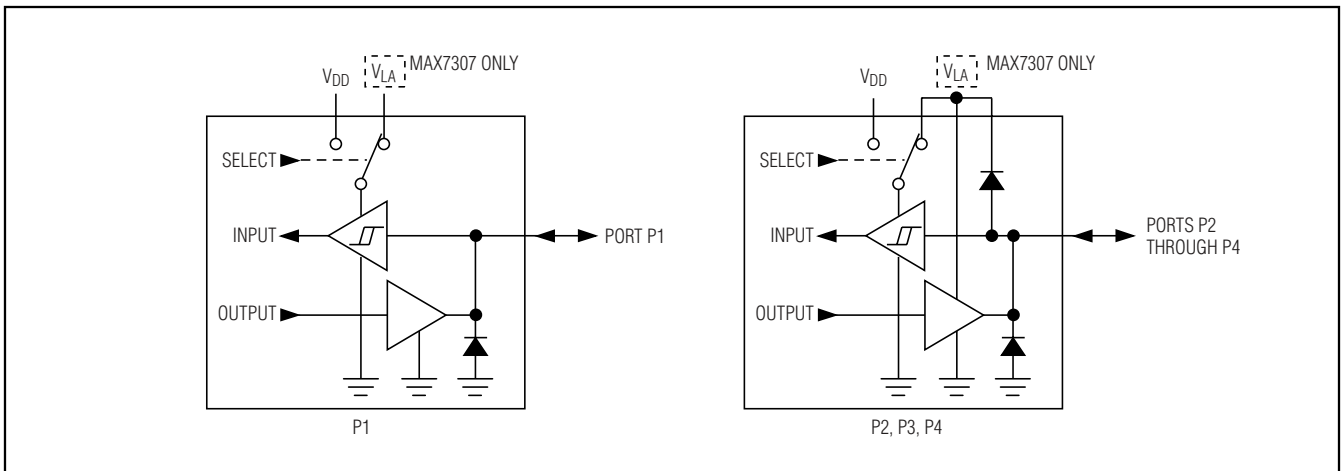 VDD VLA MAX7307 ONLY
SELECT
INPUT
PORT P1
OUTPUT
P1
VDD VLA MAX7307 ONLY
SELECT
INPUT
PORTS P2
THROUGH P4
OUTPUT
P2, P3, P4